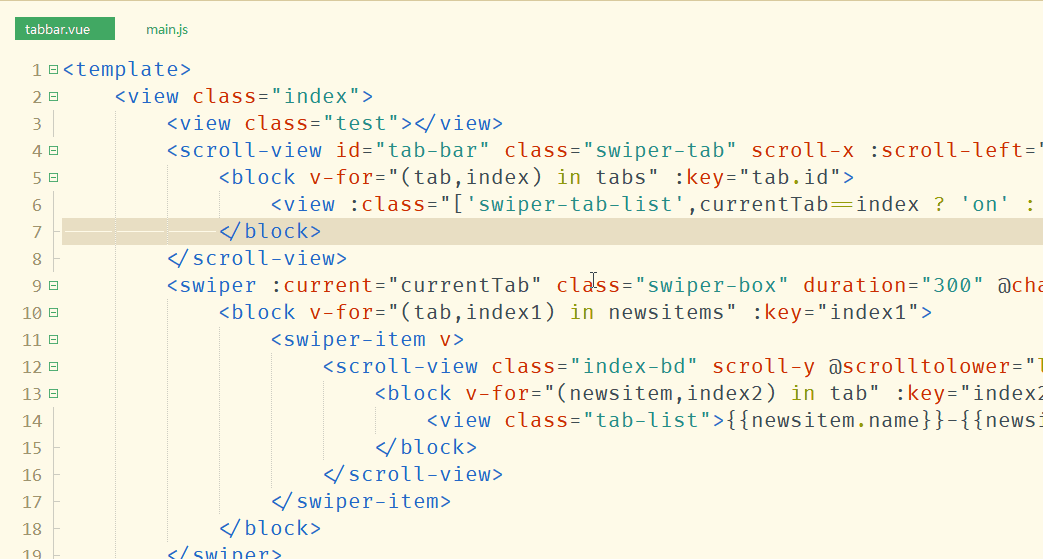 tabbar.vue main.js
1 <template>
2 <view class="index">
3 <view class="test"></view>
4 <scroll-view id="tab-bar" class="swiper-tab" scroll-x :scroll-left="
5 <block v-for="(tab,index) in tabs" :key="tab.id">
6 <view :class="['swiper-tab-list',currentTab==index ? 'on' :
7 </block>
8 </scroll-view>
9 <swiper :current="currentTab" class="swiper-box" duration="300" @cha
10 <block v-for="(tab,index1) in newsitems" :key="index1">
11 <swiper-item v>
12 <scroll-view class="index-bd" scroll-y @scrolltolower="l
13 <block v-for="(newsitem,index2) in tab" :key="index2
14 <view class="tab-list">{{newsitem.name}}-{{newsi
15 </block>
16 </scroll-view>
17 </swiper-item>
18 </block>
19 </swiper>